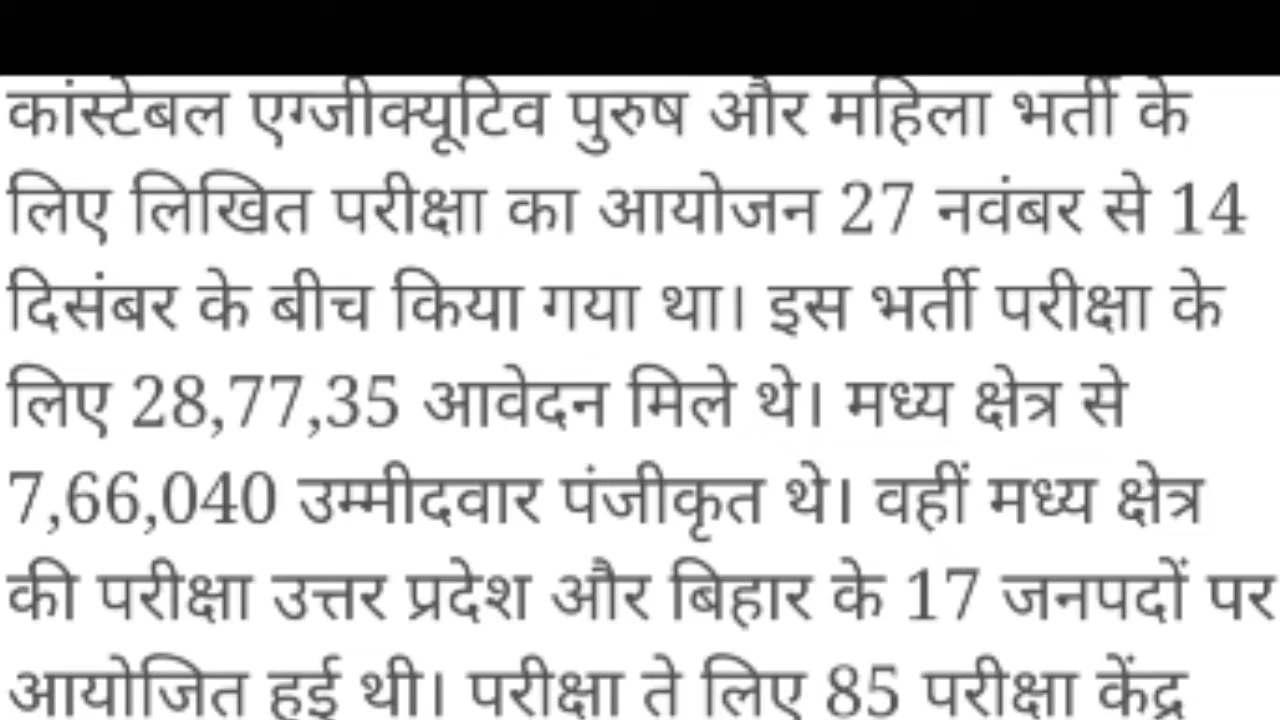 कांस्टेबल एग्जीक्यूटिव पुरुष और महिला भर्ती के
लिए लिखित परीक्षा का आयोजन 27 नवंबर से 14
दिसंबर के बीच किया गया था। इस भर्ती परीक्षा के
लिए 28,77,35 आवेदन मिले थे। मध्य क्षेत्र से
7,66,040 उम्मीदवार पंजीकृत थे। वहीं मध्य क्षेत्र
की परीक्षा उत्तर प्रदेश और बिहार के 17 जनपदों पर
आयोजित हुई थी। परीक्षा ते लिए 85 परीक्षा केंद्र